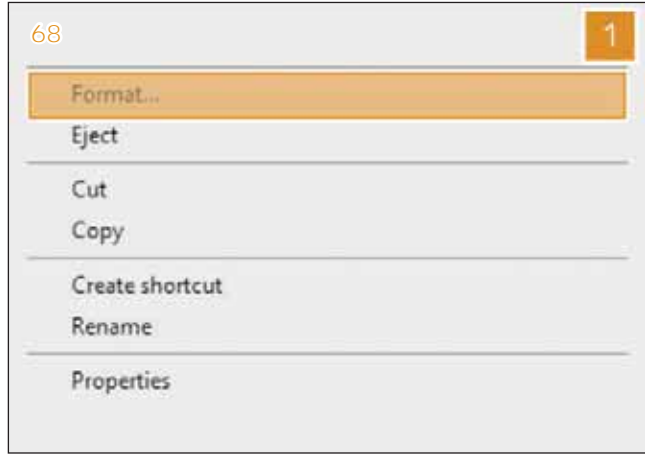 68
1
Format...
Eject
Cut
Copy
Create shortcut
Rename
Properties